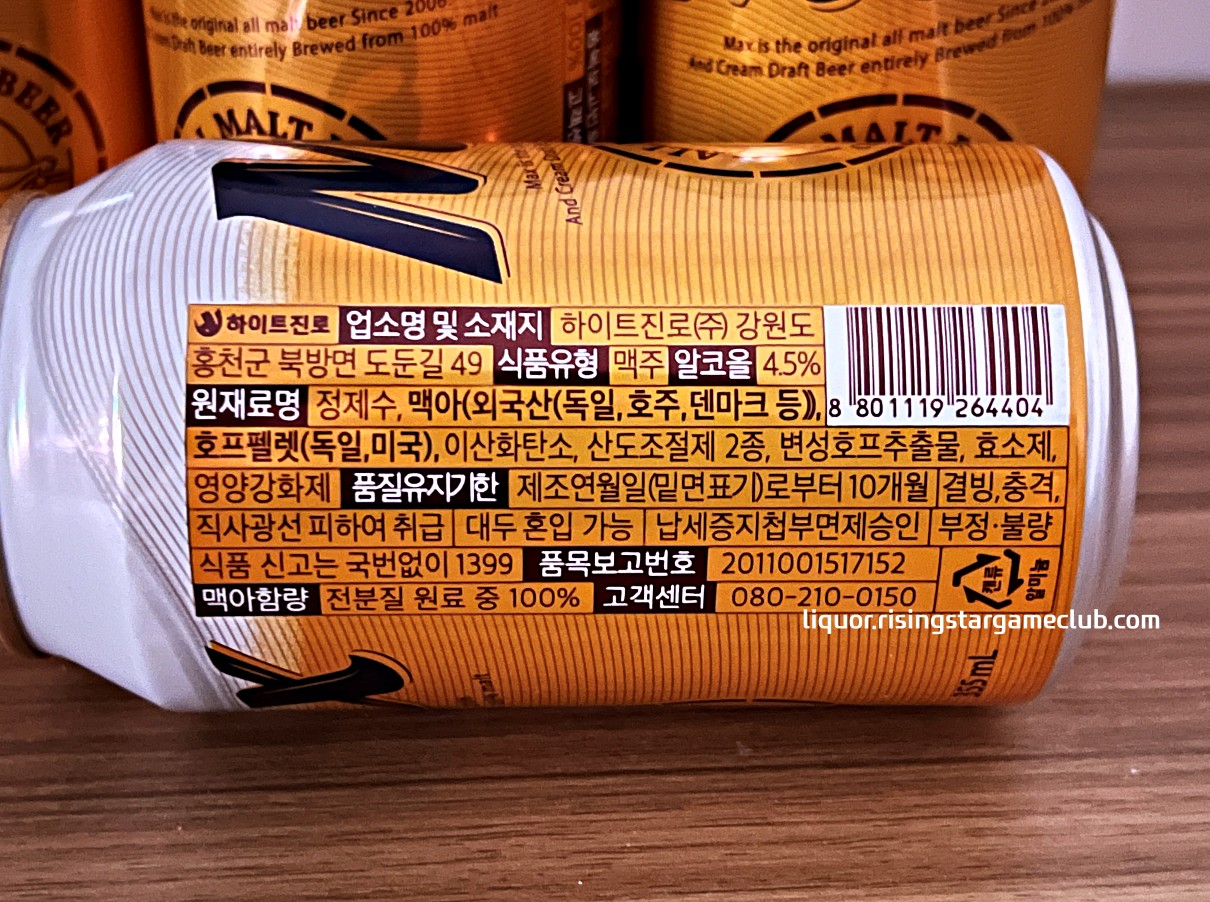 is the original all malt beer Since 2006
Draft Beer entirely Brewed from 100% malt
Max is the original all malt beer Since
And Cream Draft Beer entirely Brewed from 100%
BEER
MALT
MALT
하이트진로 업소명 및 소재지 하이트진로(주) 강원도
홍천군 북방면 도둔길 49 식품유형 맥주 알코올 4.5%
원재료명 정제수, 맥아(외국산(독일, 호주, 덴마크 등)),
호프펠렛(독일,미국), 이산화탄소, 산도조절제 2종, 변성호프추출물, 효소제,
영양강화제 품질유지기한 제조연월일(밑면표기)로부터 10개월 결빙,충격,
직사광선 피하여 취급 대두 혼입 가능 납세증지첩부면제승인 부정·불량
식품 신고는 국번없이 1399 품목보고번호 2011001517152
맥아함량 전분질 원료 중 100% 고객센터 080-210-0150
8 801119 264404
캔류
알미늄
liquor.risingstargameclub.com
355 mL